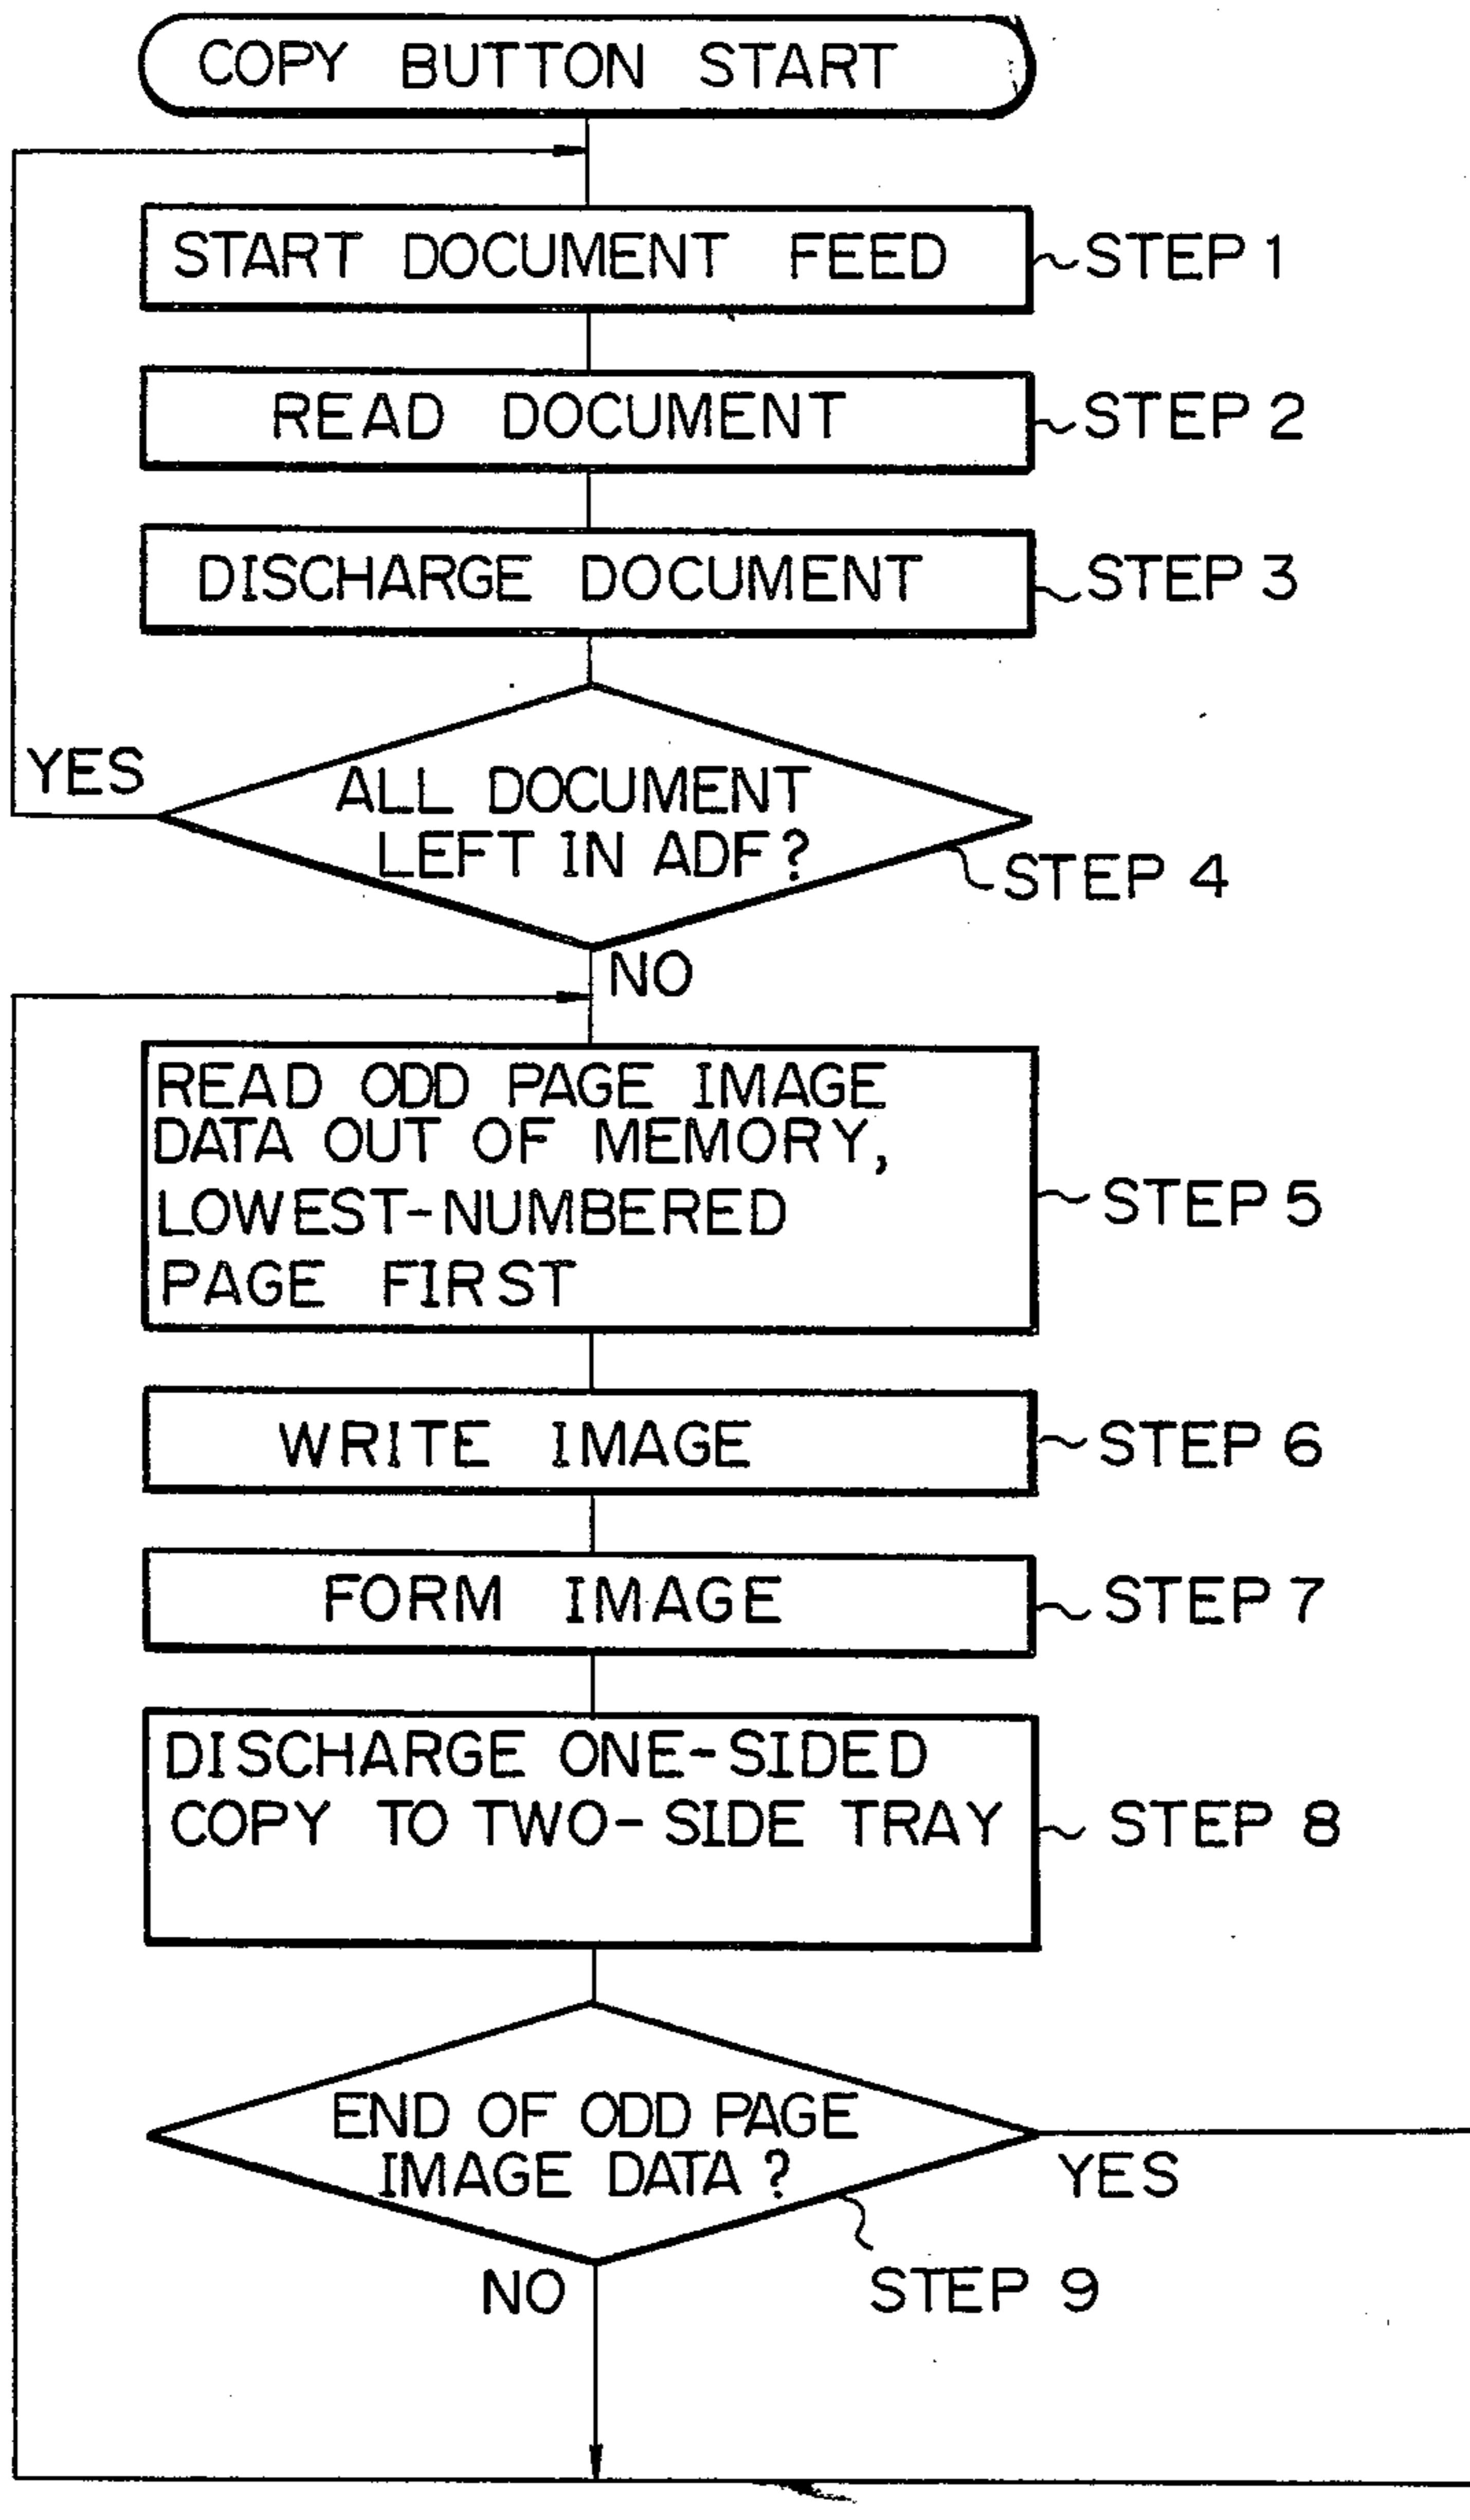 COPY BUTTON START
START DOCUMENT FEED
STEP 1
READ DOCUMENT
STEP 2
DISCHARGE DOCUMENT
STEP 3
YES
ALL DOCUMENT
LEFT IN ADF?
STEP 4
NO
READ ODD PAGE IMAGE
DATA OUT OF MEMORY,
LOWEST-NUMBERED
PAGE FIRST
STEP 5
WRITE IMAGE
STEP 6
FORM IMAGE
STEP 7
DISCHARGE ONE-SIDED
COPY TO TWO-SIDE TRAY
STEP 8
END OF ODD PAGE
IMAGE DATA?
YES
STEP 9
NO